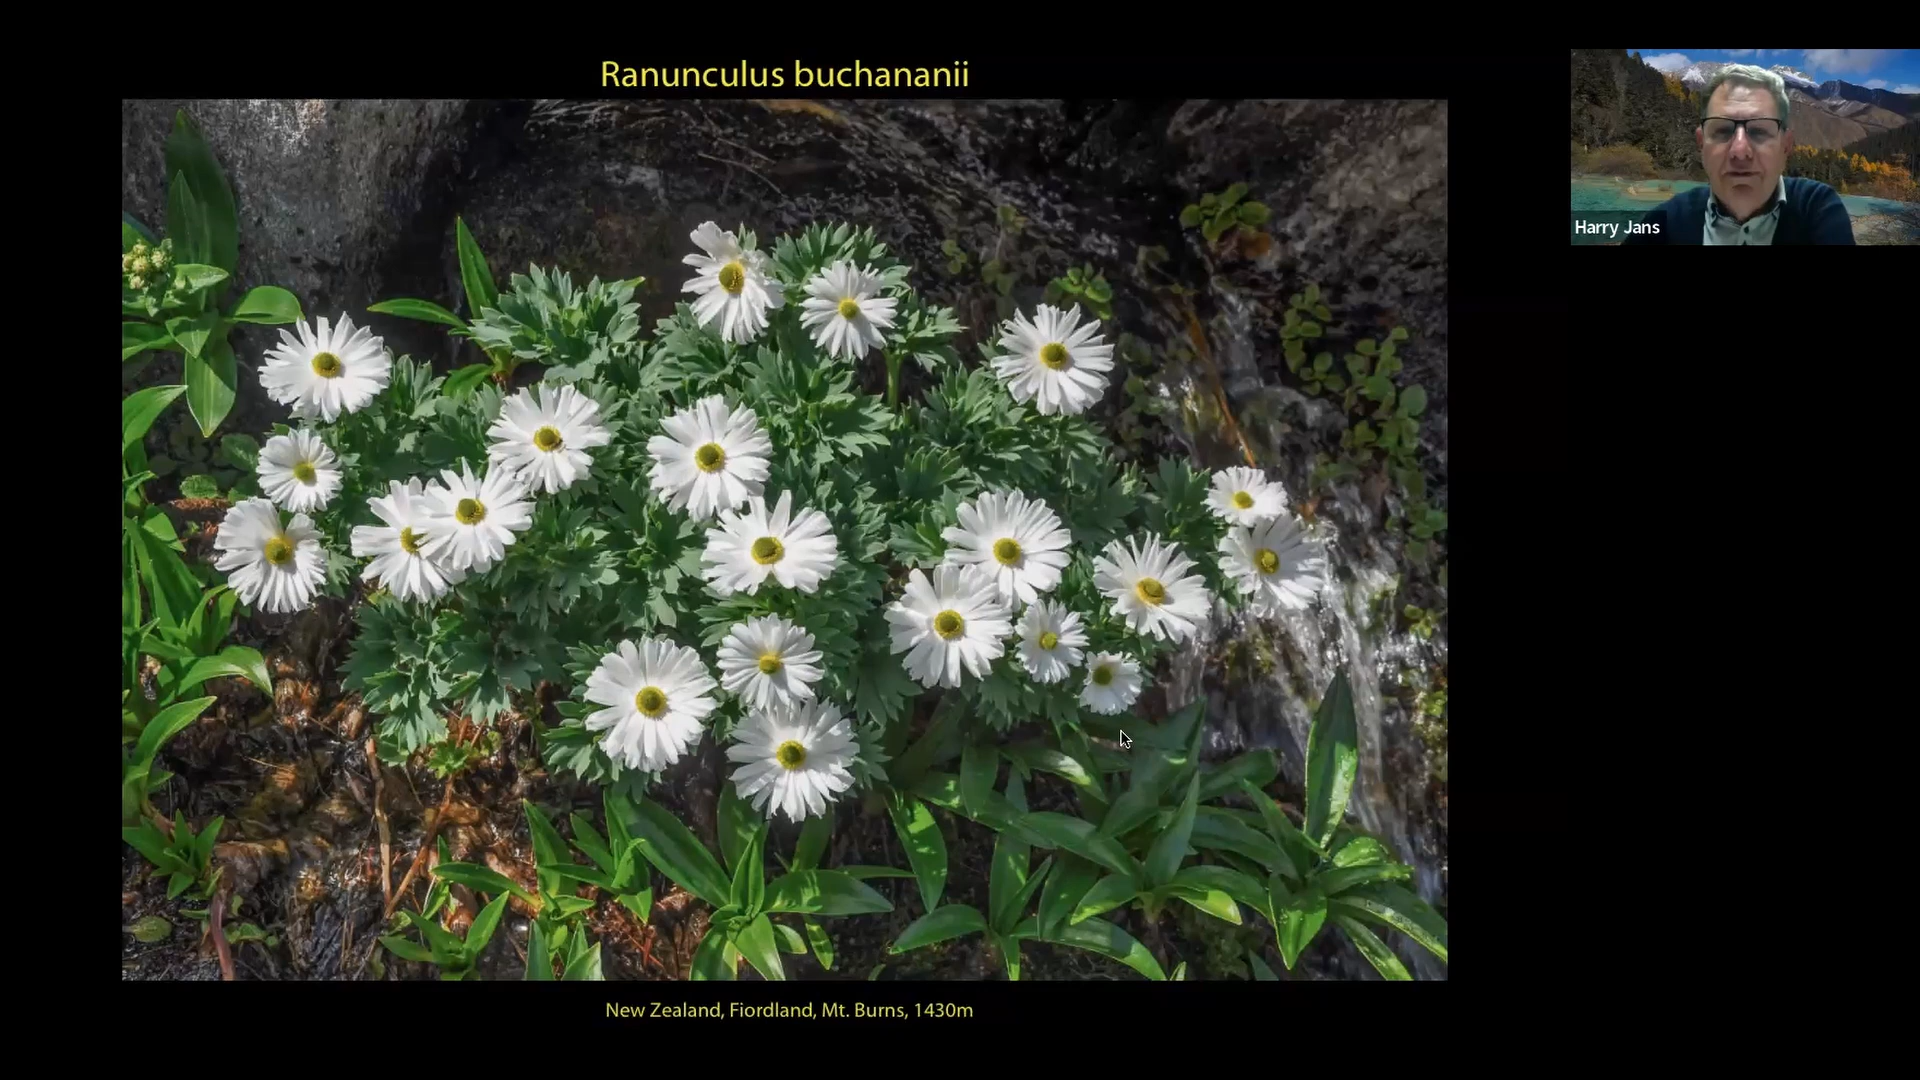 Ranunculus buchananii
Harry Jans
New Zealand, Fiordland, Mt. Burns, 1430m